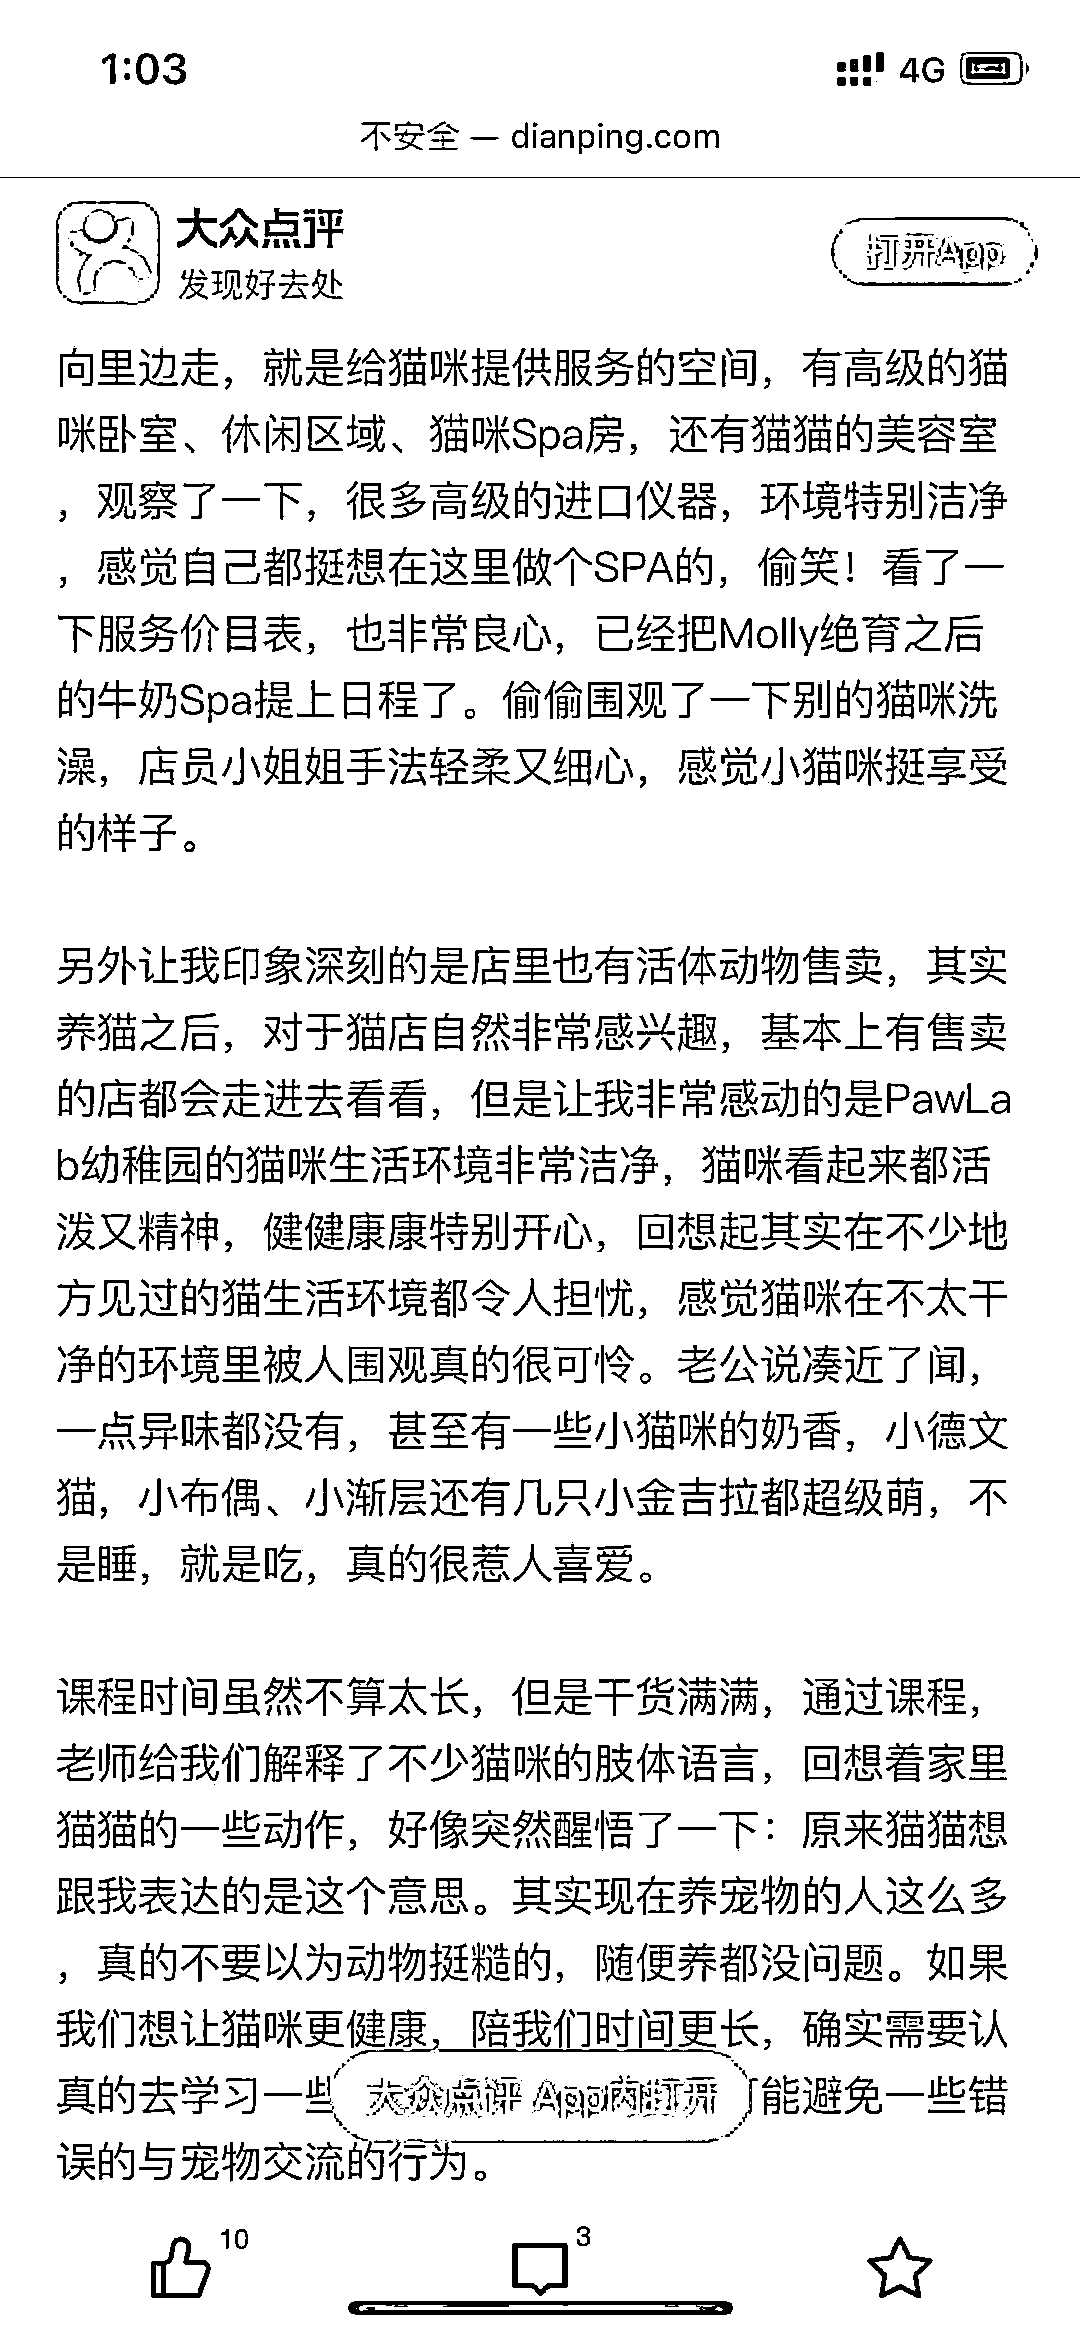 1:03
4G
不安全 — dianping.com
大众点评
打开App
发现好去处
向里边走，就是给猫咪提供服务的空间，有高级的猫
咪卧室、休闲区域、猫咪Spa房，还有猫猫的美容室
，观察了一下，很多高级的进口仪器，环境特别洁净
，感觉自己都挺想在这里做个SPA的，偷笑！看了一
下服务价目表，也非常良心，已经把Molly绝育之后
的牛奶Spa提上日程了。偷偷围观了一下别的猫咪洗
澡，店员小姐姐手法轻柔又细心，感觉小猫咪挺享受
的样子。
另外让我印象深刻的是店里也有活体动物售卖，其实
养猫之后，对于猫店自然非常感兴趣，基本上有售卖
的店都会走进去看看，但是让我非常感动的是PawLa
b幼稚园的猫咪生活环境非常洁净，猫咪看起来都活
泼又精神，健健康康特别开心，回想起其实在不少地
方见过的猫生活环境都令人担忧，感觉猫咪在不太干
净的环境里被人围观真的很可怜。老公说凑近了闻，
一点异味都没有，甚至有一些小猫咪的奶香，小德文
猫，小布偶、小渐层还有几只小金吉拉都超级萌，不
是睡，就是吃，真的很惹人喜爱。
课程时间虽然不算太长，但是干货满满，通过课程，
老师给我们解释了不少猫咪的肢体语言，回想着家里
猫猫的一些动作，好像突然醒悟了一下：原来猫猫想
跟我表达的是这个意思。其实现在养宠物的人这么多
，真的不要以为动物挺糙的，随便养都没问题。如果
我们想让猫咪更健康，陪我们时间更长，确实需要认
真的去学习一些 大众点评 App内打开 能避免一些错
误的与宠物交流的行为。
10
3